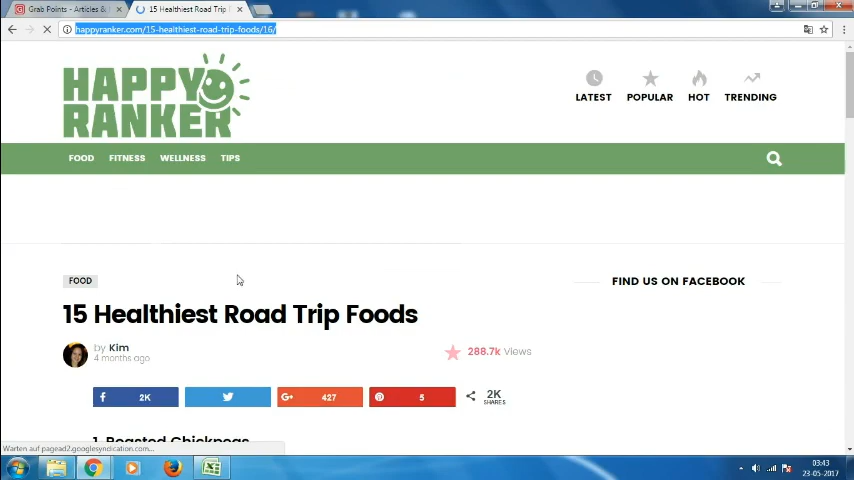 Grab Points - Articles &
15 Healthiest Road Trip F
happyranker.com/15-healthiest-road-trip-foods/16/
HAPPY
RANKER
LATEST
POPULAR
HOT
TRENDING
FOOD
FITNESS
WELLNESS
TIPS
FOOD
FIND US ON FACEBOOK
15 Healthiest Road Trip Foods
by Kim
4 months ago
288.7k Views
2K
427
5
2K
SHARES
1. Roasted Chickpeas
Warten auf pagead2.googlesyndication.com...
03:43
23-05-2017